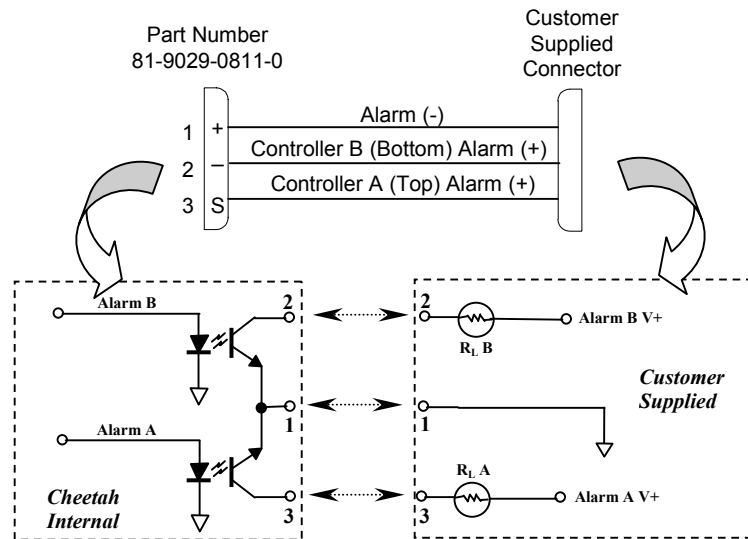 Part Number
81-9029-0811-0
Customer
Supplied
Connector
1 + Alarm (-)
2 – Controller B (Bottom) Alarm (+)
3 S Controller A (Top) Alarm (+)
Alarm B
2
2
Alarm B V+
R_L B
1
1
Customer
Supplied
Alarm A
R_L A
3
3
Alarm A V+
Cheetah
Internal